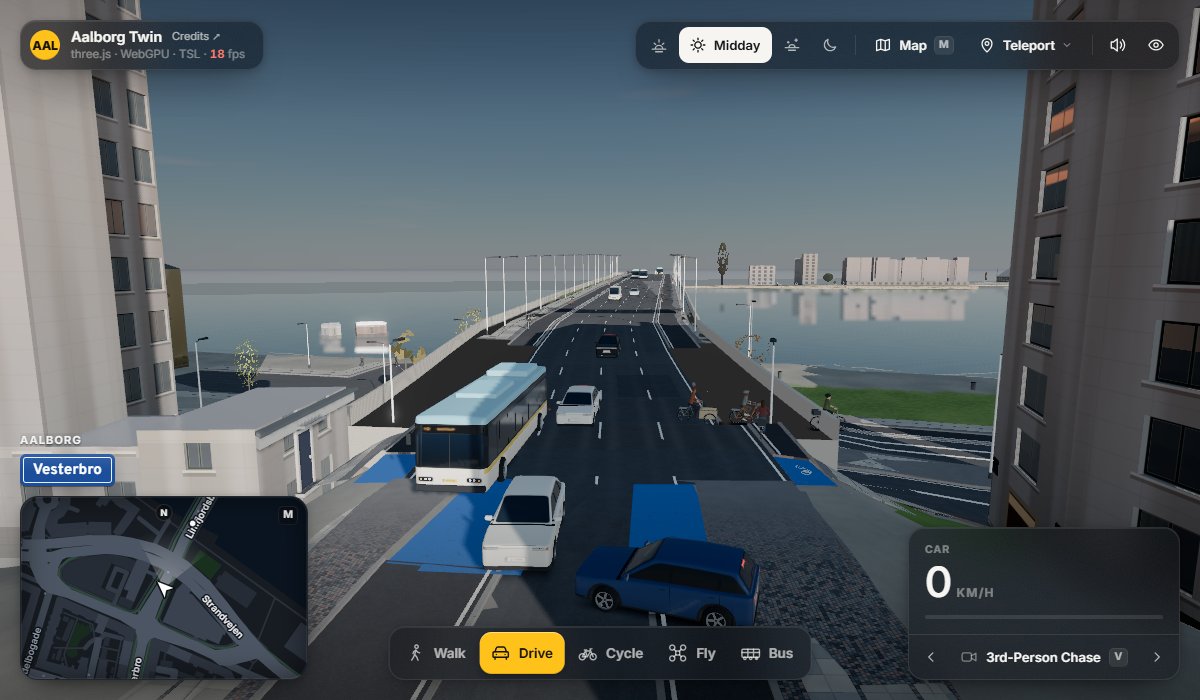 AAL
Aalborg Twin Credits ↗
three.js · WebGPU · TSL · 18 fps
Midday
Map M
Teleport
AALBORG
Vesterbro
N
M
Strandvejen
CAR
0 KM/H
Walk
Drive
Cycle
Fly
Bus
3rd-Person Chase V